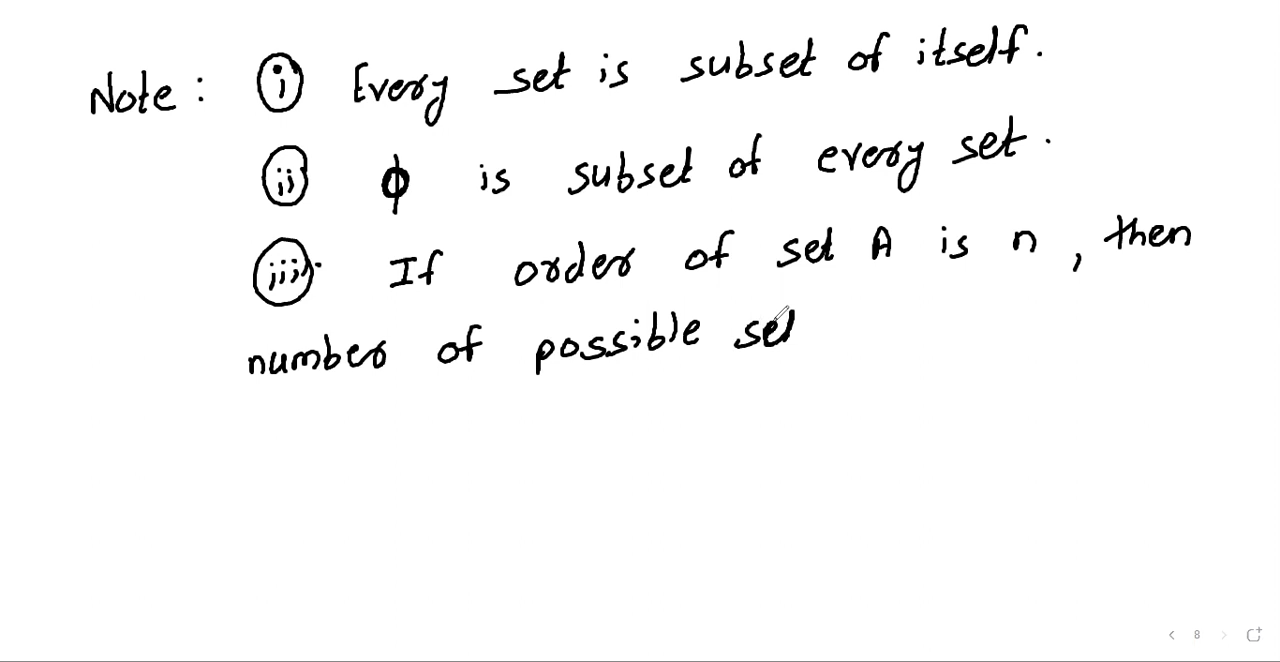 Note : (i) Every set is subset of itself.
(ii) ϕ is subset of every set.
(iii) If order of set A is n, then
number of possible set
8